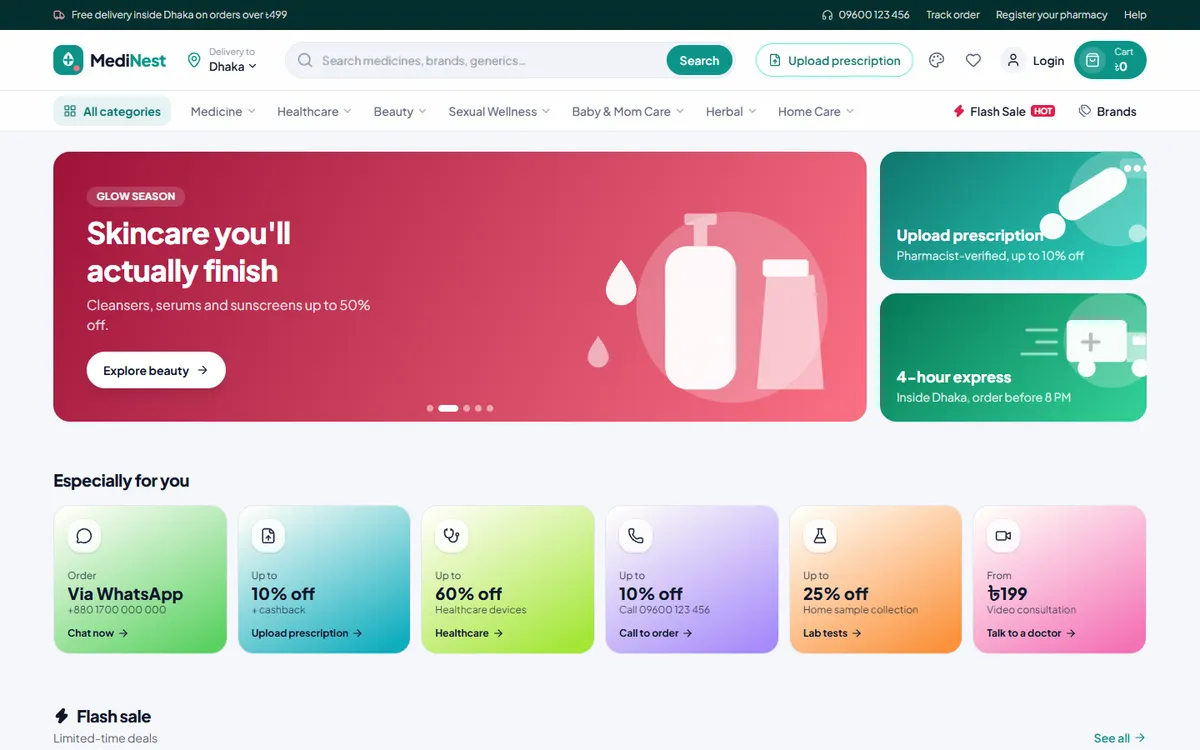 Free delivery inside Dhaka on orders over ৳499
09600 123 456
Track order
Register your pharmacy
Help
MediNest
Delivery to
Dhaka
Search medicines, brands, generics...
Search
Upload prescription
Login
Cart
৳0
All categories
Medicine
Healthcare
Beauty
Sexual Wellness
Baby & Mom Care
Herbal
Home Care
Flash Sale HOT
Brands
GLOW SEASON
Skincare you'll
actually finish
Cleansers, serums and sunscreens up to 50%
off.
Explore beauty
Upload prescription
Pharmacist-verified, up to 10% off
4-hour express
Inside Dhaka, order before 8 PM
Especially for you
Order
Via WhatsApp
+880 1700 000 000
Chat now
Up to
10% off
+ cashback
Upload prescription
Up to
60% off
Healthcare devices
Healthcare
Up to
10% off
Call 09600 123 456
Call to order
Up to
25% off
Home sample collection
Lab tests
From
৳199
Video consultation
Talk to a doctor
Flash sale
Limited-time deals
See all